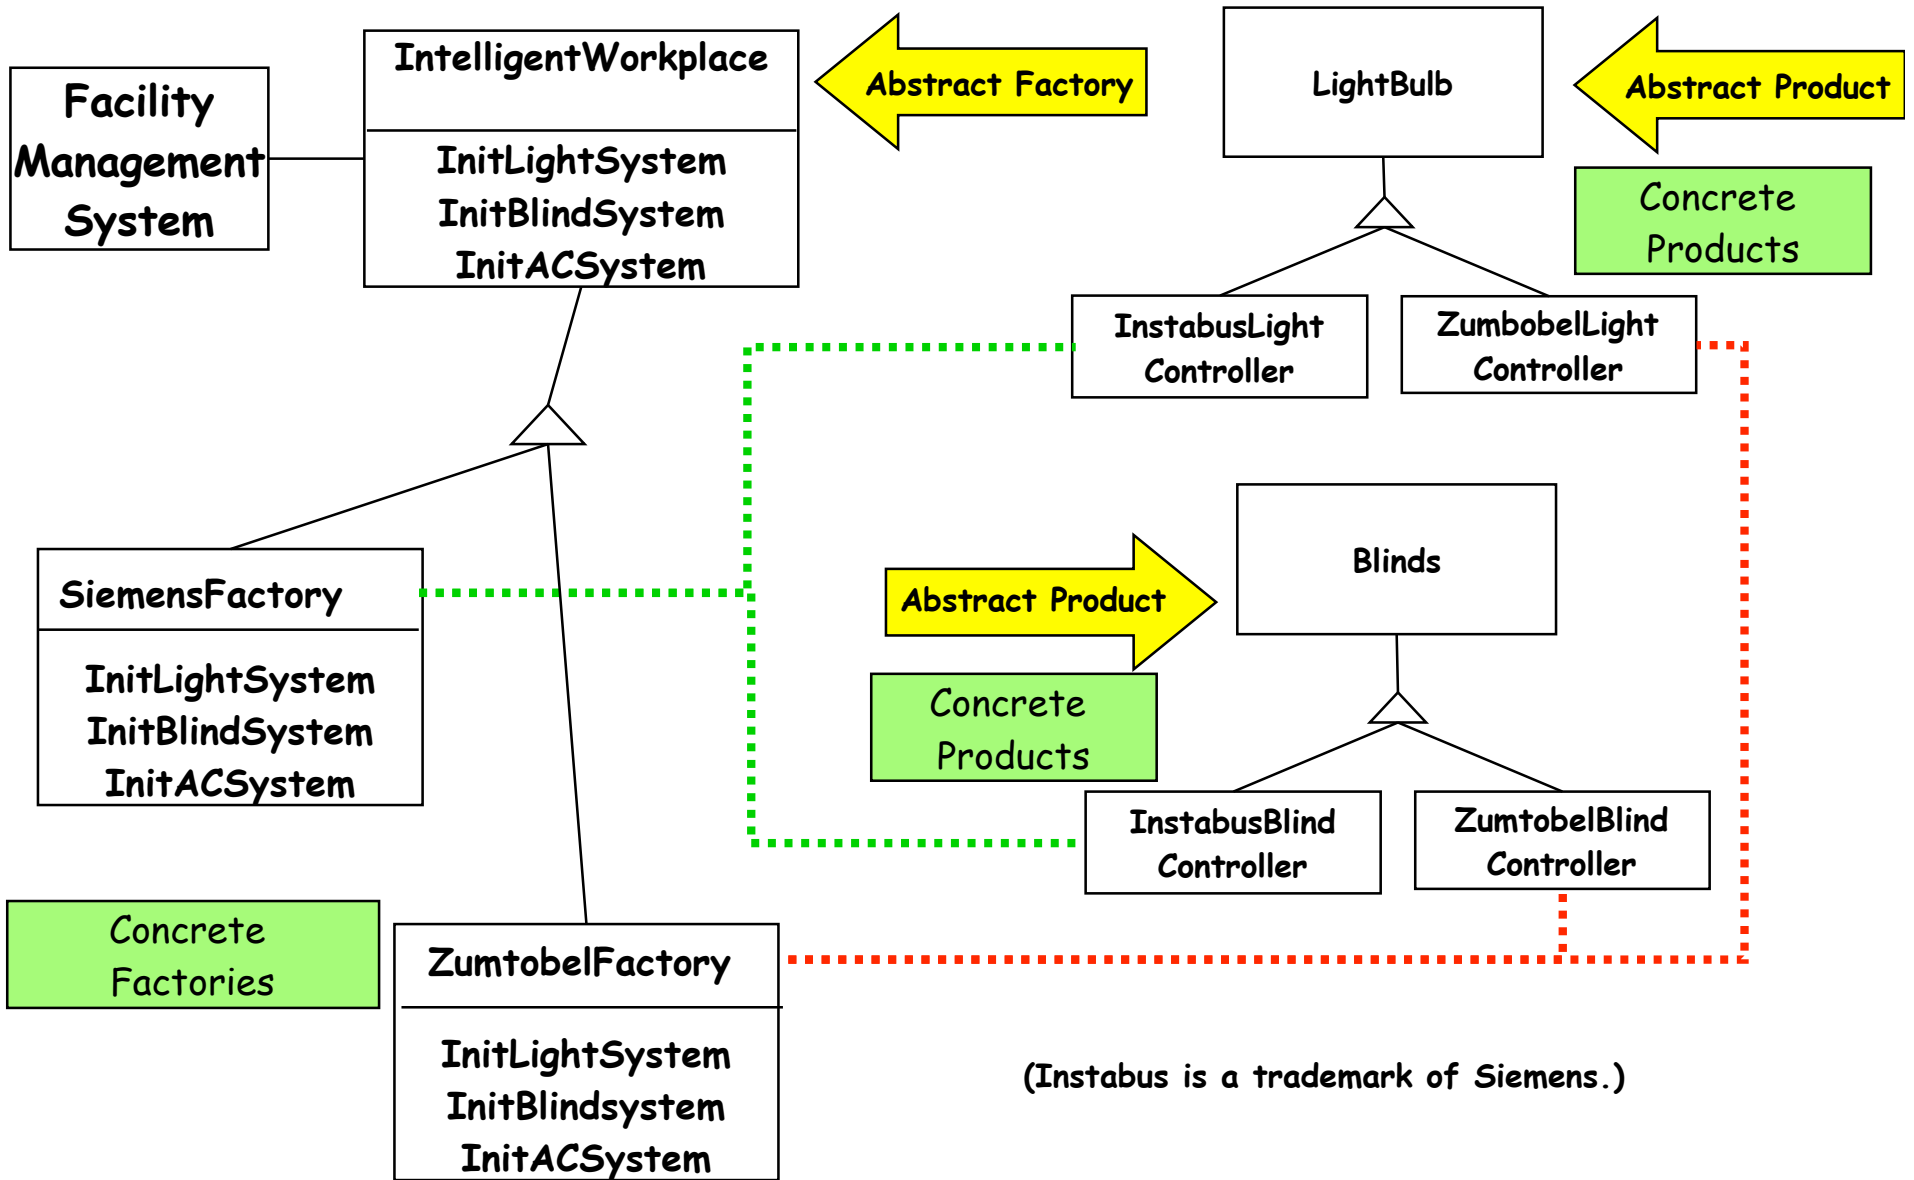 Facility
Management
System
IntelligentWorkplace
InitLightSystem
InitBlindSystem
InitACSystem
Abstract Factory
LightBulb
Abstract Product
Concrete
Products
InstabusLight
Controller
ZumbobelLight
Controller
SiemensFactory
InitLightSystem
InitBlindSystem
InitACSystem
Abstract Product
Blinds
Concrete
Products
InstabusBlind
Controller
ZumtobelBlind
Controller
Concrete
Factories
ZumtobelFactory
InitLightSystem
InitBlindsystem
InitACSystem
(Instabus is a trademark of Siemens.)